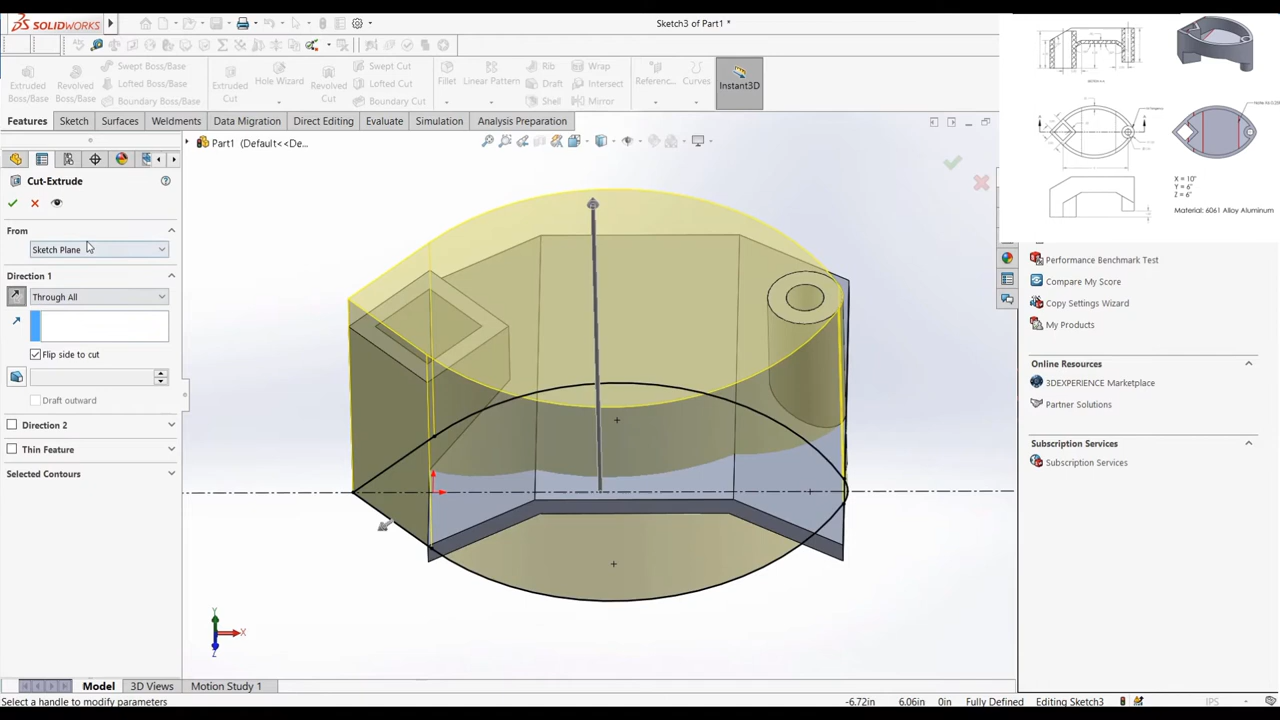 SOLIDWORKS
Sketch3 of Part1 *
Extruded Boss/Base
Revolved Boss/Base
Swept Boss/Base
Lofted Boss/Base
Boundary Boss/Base
Extruded Cut
Hole Wizard
Revolved Cut
Swept Cut
Lofted Cut
Boundary Cut
Fillet
Linear Pattern
Rib
Draft
Shell
Wrap
Intersect
Mirror
Referenc...
Curves
Instant3D
Features
Sketch
Surfaces
Weldments
Data Migration
Direct Editing
Evaluate
Simulation
Analysis Preparation
Part1 (Default<<De...
Cut-Extrude
From
Sketch Plane
Direction 1
Through All
Flip side to cut
Draft outward
Direction 2
Thin Feature
Selected Contours
X = 10"
Y = 6"
Z = 6"
Material: 6061 Alloy Aluminum
Performance Benchmark Test
Compare My Score
Copy Settings Wizard
My Products
Online Resources
3DEXPERIENCE Marketplace
Partner Solutions
Subscription Services
Subscription Services
Y
X
Z
Model
3D Views
Motion Study 1
Select a handle to modify parameters
-6.72in
6.06in
0in
Fully Defined
Editing Sketch3
IPS